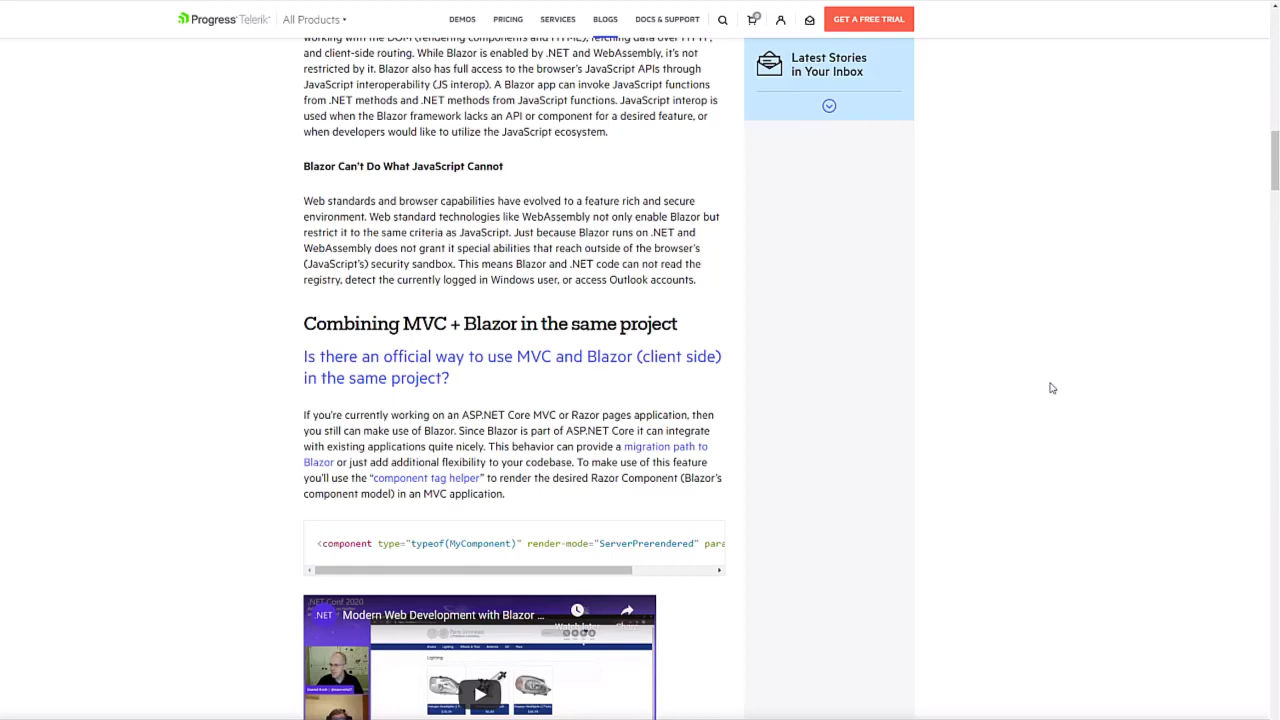 Progress Telerik All Products DEMOS PRICING SERVICES BLOGS DOCS & SUPPORT GET A FREE TRIAL
working with the DOM (rendering components and HTML), fetching data over HTTP,
and client-side routing. While Blazor is enabled by .NET and WebAssembly, it's not
restricted by it. Blazor also has full access to the browser's JavaScript APIs through
JavaScript interoperability (JS interop). A Blazor app can invoke JavaScript functions
from .NET methods and .NET methods from JavaScript functions. JavaScript interop is
used when the Blazor framework lacks an API or component for a desired feature, or
when developers would like to utilize the JavaScript ecosystem.
Latest Stories
in Your Inbox
Blazor Can't Do What JavaScript Cannot
Web standards and browser capabilities have evolved to a feature rich and secure
environment. Web standard technologies like WebAssembly not only enable Blazor but
restrict it to the same criteria as JavaScript. Just because Blazor runs on .NET and
WebAssembly does not grant it special abilities that reach outside of the browser's
(JavaScript's) security sandbox. This means Blazor and .NET code can not read the
registry, detect the currently logged in Windows user, or access Outlook accounts.
Combining MVC + Blazor in the same project
Is there an official way to use MVC and Blazor (client side)
in the same project?
If you're currently working on an ASP.NET Core MVC or Razor pages application, then
you still can make use of Blazor. Since Blazor is part of ASP.NET Core it can integrate
with existing applications quite nicely. This behavior can provide a migration path to
Blazor or just add additional flexibility to your codebase. To make use of this feature
you'll use the "component tag helper" to render the desired Razor Component (Blazor's
component model) in an MVC application.
<component type="typeof(MyComponent)" render-mode="ServerPrerendered" para
.NET Conf 2020
.NET Modern Web Development with Blazor ...
Watch later Share
Lighting